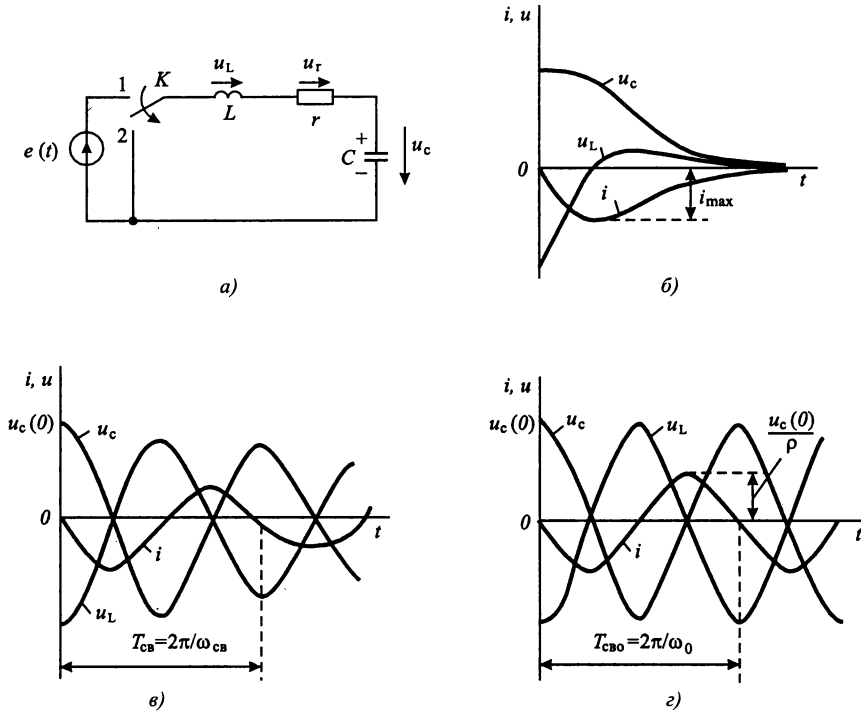 1
K
u_L
u_r
2
L
r
e (t)
C
+
−
u_c
а)
i, u
u_c
u_L
0
i
i_max
t
б)
i, u
u_c (0)
u_c
0
i
t
u_L
T_св=2π/ω_св
в)
i, u
u_c (0)
u_c
u_L
u_c (0)
ρ
0
i
t
T_сво=2π/ω_0
г)